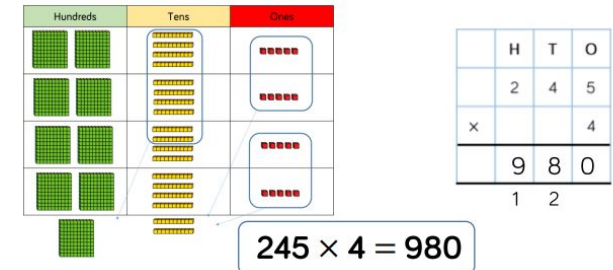 Hundreds Tens Ones
H T O
2 4 5
× 4
9 8 0
1 2
245 × 4 = 980